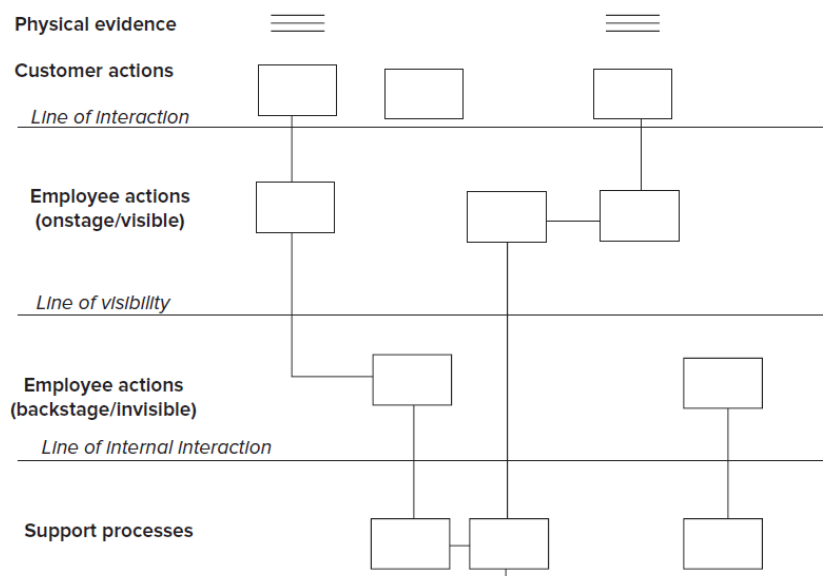 Physical evidence
Customer actions
Line of interaction
Employee actions
(onstage/visible)
Line of visibility
Employee actions
(backstage/invisible)
Line of internal interaction
Support processes